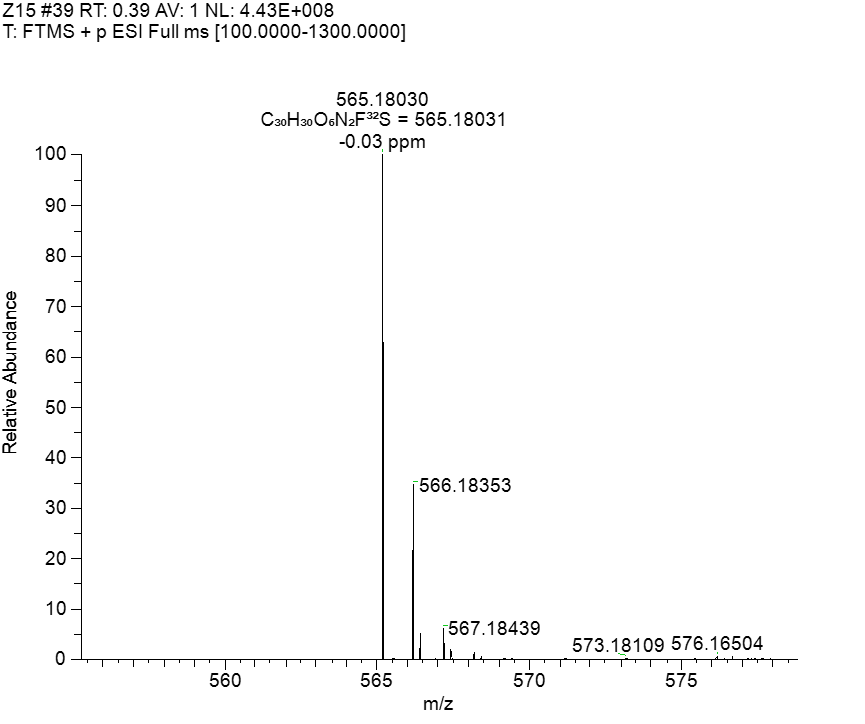 Z15 #39 RT: 0.39 AV: 1 NL: 4.43E+008
T: FTMS + p ESI Full ms [100.0000-1300.0000]
565.18030
C₃₀H₃₀O₆N₂F³²S = 565.18031
-0.03 ppm
100
90
80
70
60
50
40
30
20
10
0
Relative Abundance
566.18353
567.18439
573.18109 576.16504
560 565 570 575
m/z